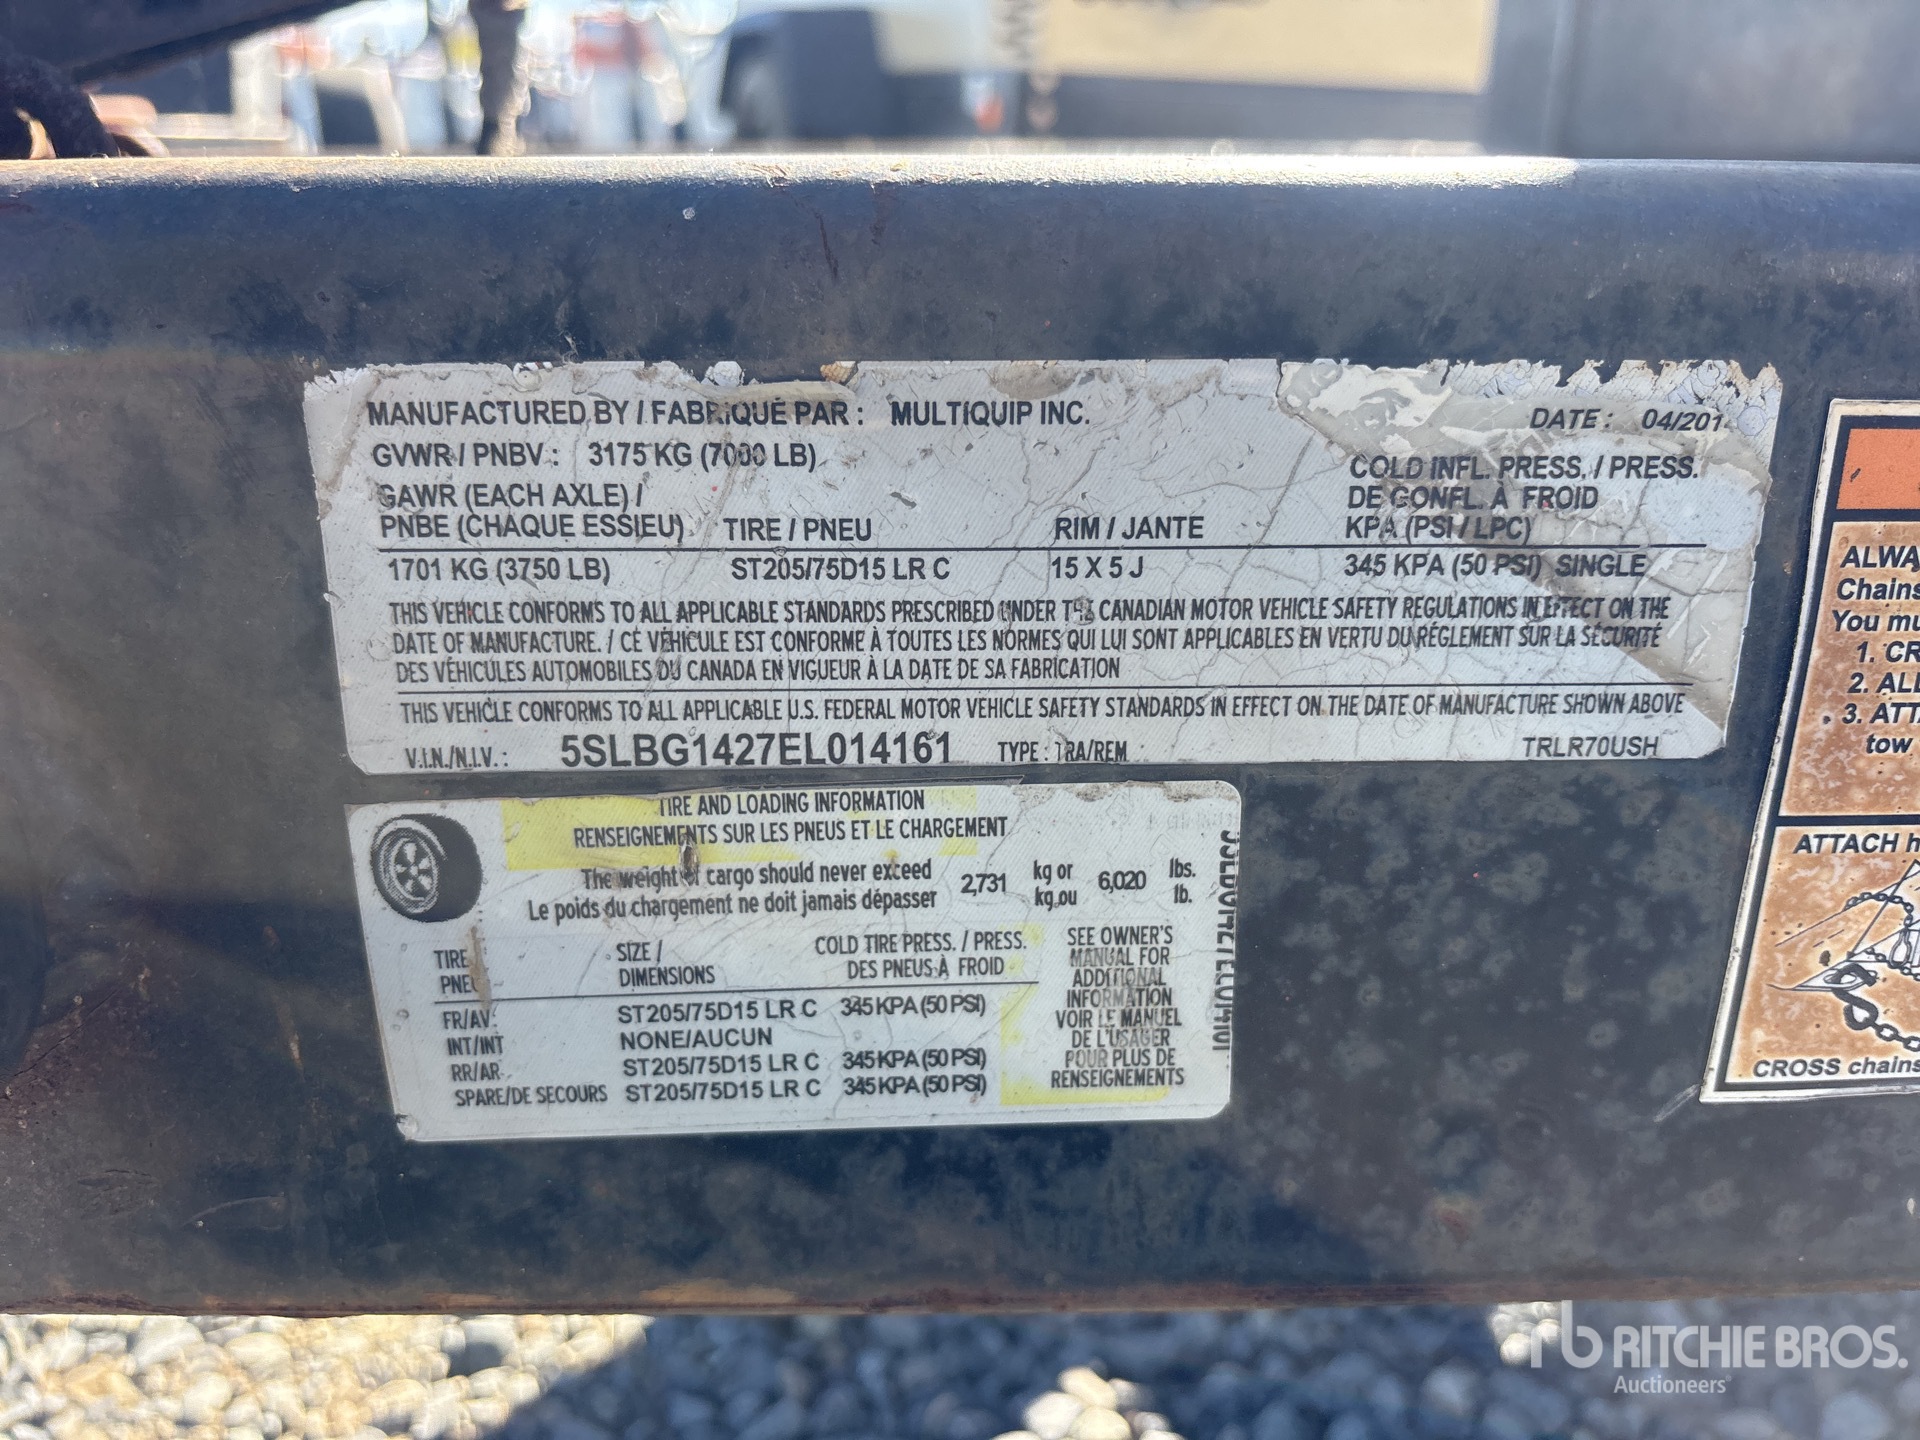 MANUFACTURED BY / FABRIQUÉ PAR : MULTIQUIP INC. DATE : 04/201
GVWR / PNBV : 3175 KG (7000 LB)
GAWR (EACH AXLE) /
PNBE (CHAQUE ESSIEU) TIRE / PNEU RIM / JANTE
COLD INFL. PRESS. / PRESS.
DE GONFL. À FROID
KPA (PSI / LPC)
1701 KG (3750 LB) ST205/75D15 LR C 15 X 5 J 345 KPA (50 PSI) SINGLE
THIS VEHICLE CONFORMS TO ALL APPLICABLE STANDARDS PRESCRIBED UNDER THE CANADIAN MOTOR VEHICLE SAFETY REGULATIONS IN EFFECT ON THE
DATE OF MANUFACTURE. / CE VÉHICULE EST CONFORME À TOUTES LES NORMES QUI LUI SONT APPLICABLES EN VERTU DU RÉGLEMENT SUR LA SÉCURITÉ
DES VÉHICULES AUTOMOBILES DU CANADA EN VIGUEUR À LA DATE DE SA FABRICATION
THIS VEHICLE CONFORMS TO ALL APPLICABLE U.S. FEDERAL MOTOR VEHICLE SAFETY STANDARDS IN EFFECT ON THE DATE OF MANUFACTURE SHOWN ABOVE
V.I.N./N.I.V. : 5SLBG1427EL014161 TYPE : TRA/REM TRLR70USH
TIRE AND LOADING INFORMATION
RENSEIGNEMENTS SUR LES PNEUS ET LE CHARGEMENT
The weight of cargo should never exceed 2,731 kg or 6,020 lbs.
Le poids du chargement ne doit jamais dépasser kg ou lb.
TIRE / SIZE / COLD TIRE PRESS. / PRESS.
PNEU DIMENSIONS DES PNEUS À FROID
FR/AV ST205/75D15 LR C 345 KPA (50 PSI)
INT/INT NONE/AUCUN
RR/AR ST205/75D15 LR C 345 KPA (50 PSI)
SPARE/DE SECOURS ST205/75D15 LR C 345 KPA (50 PSI)
SEE OWNER'S
MANUAL FOR
ADDITIONAL
INFORMATION
VOIR LE MANUEL
DE L'USAGER
POUR PLUS DE
RENSEIGNEMENTS
5SLBG1427EL014161
ALWA
Chains
You mu
1. CR
2. ALL
3. ATTA
tow
ATTACH h
CROSS chains
rb RITCHIE BROS.
Auctioneers